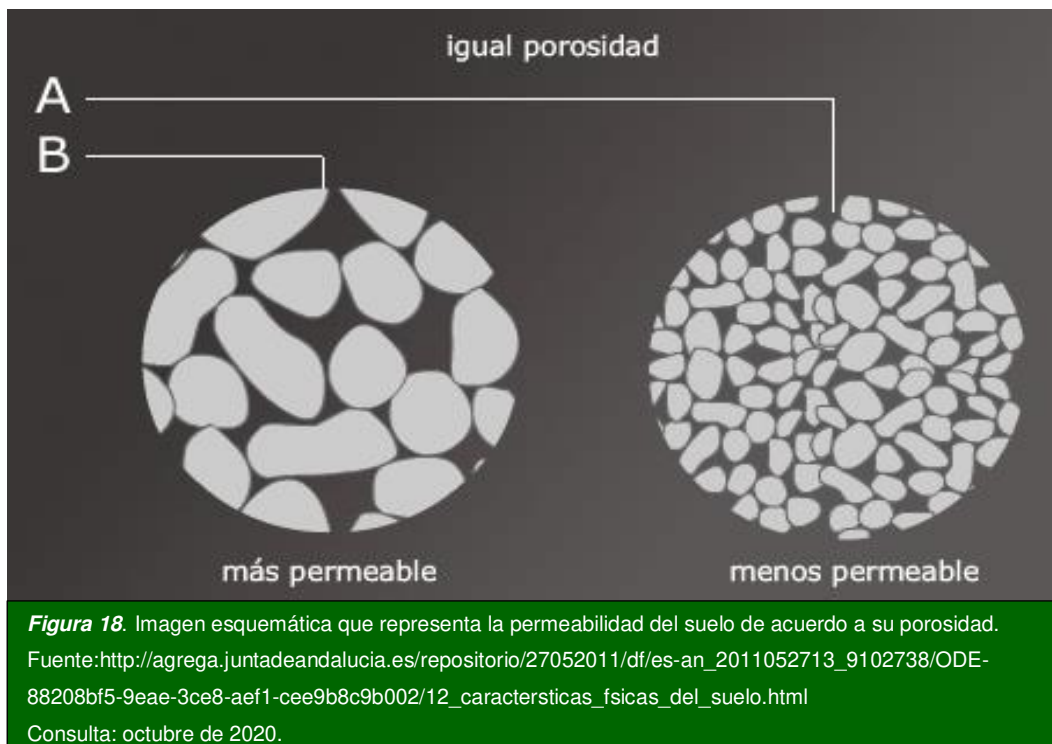 igual porosidad
A
B
más permeable
menos permeable
Figura 18. Imagen esquemática que representa la permeabilidad del suelo de acuerdo a su porosidad.
Fuente:http://agrega.juntadeandalucia.es/repositorio/27052011/df/es-an_2011052713_9102738/ODE-
88208bf5-9eae-3ce8-aef1-cee9b8c9b002/12_caractersticas_fsicas_del_suelo.html
Consulta: octubre de 2020.